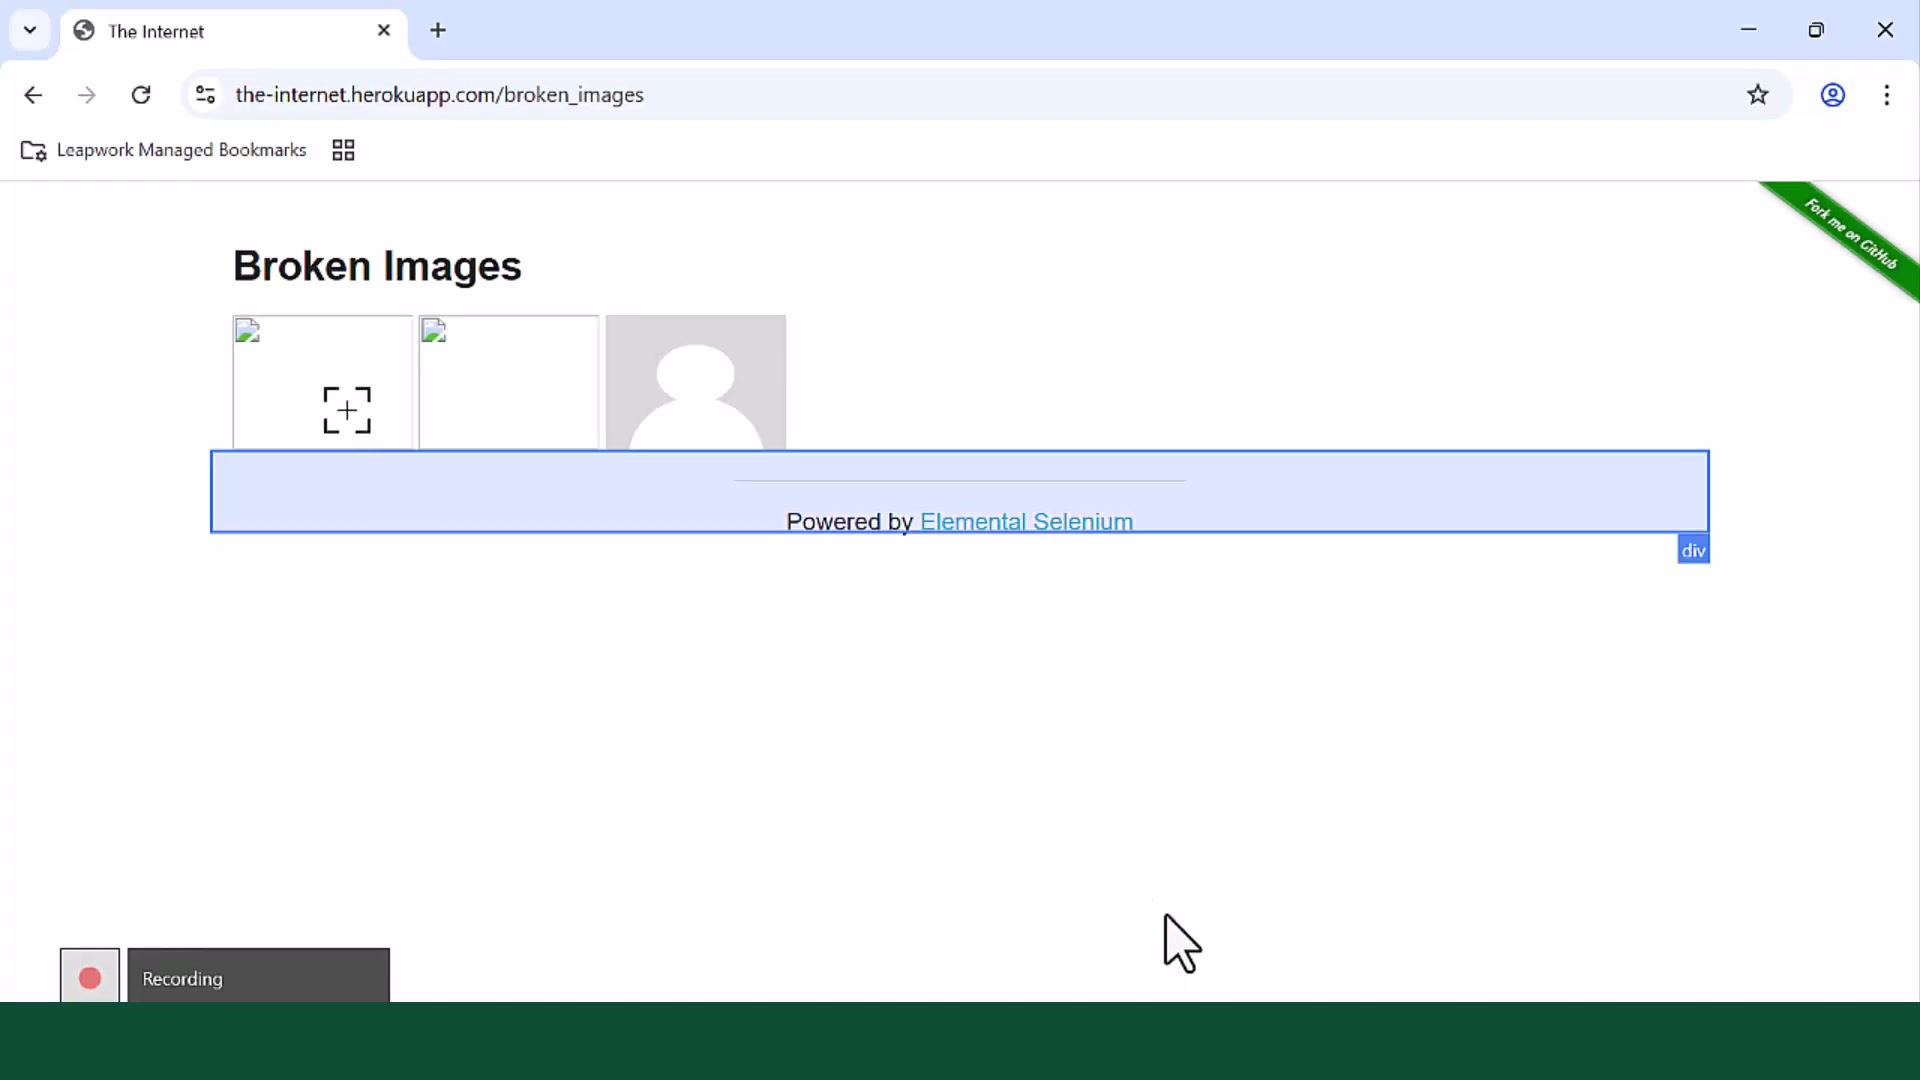 The Internet
the-internet.herokuapp.com/broken_images
Leapwork Managed Bookmarks
Fork me on GitHub
Broken Images
Powered by Elemental Selenium
div
Recording